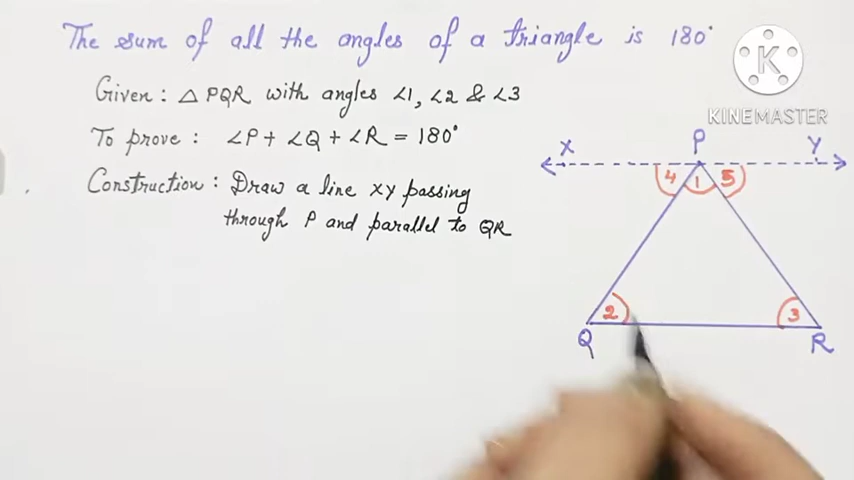 The sum of all the angles of a triangle is 180°
Given : △ PQR with angles ∠1, ∠2 & ∠3
To prove : ∠P + ∠Q + ∠R = 180°
Construction : Draw a line XY passing
through P and parallel to QR
K
KINEMASTER
X P Y
4 1 5
2 3
Q R